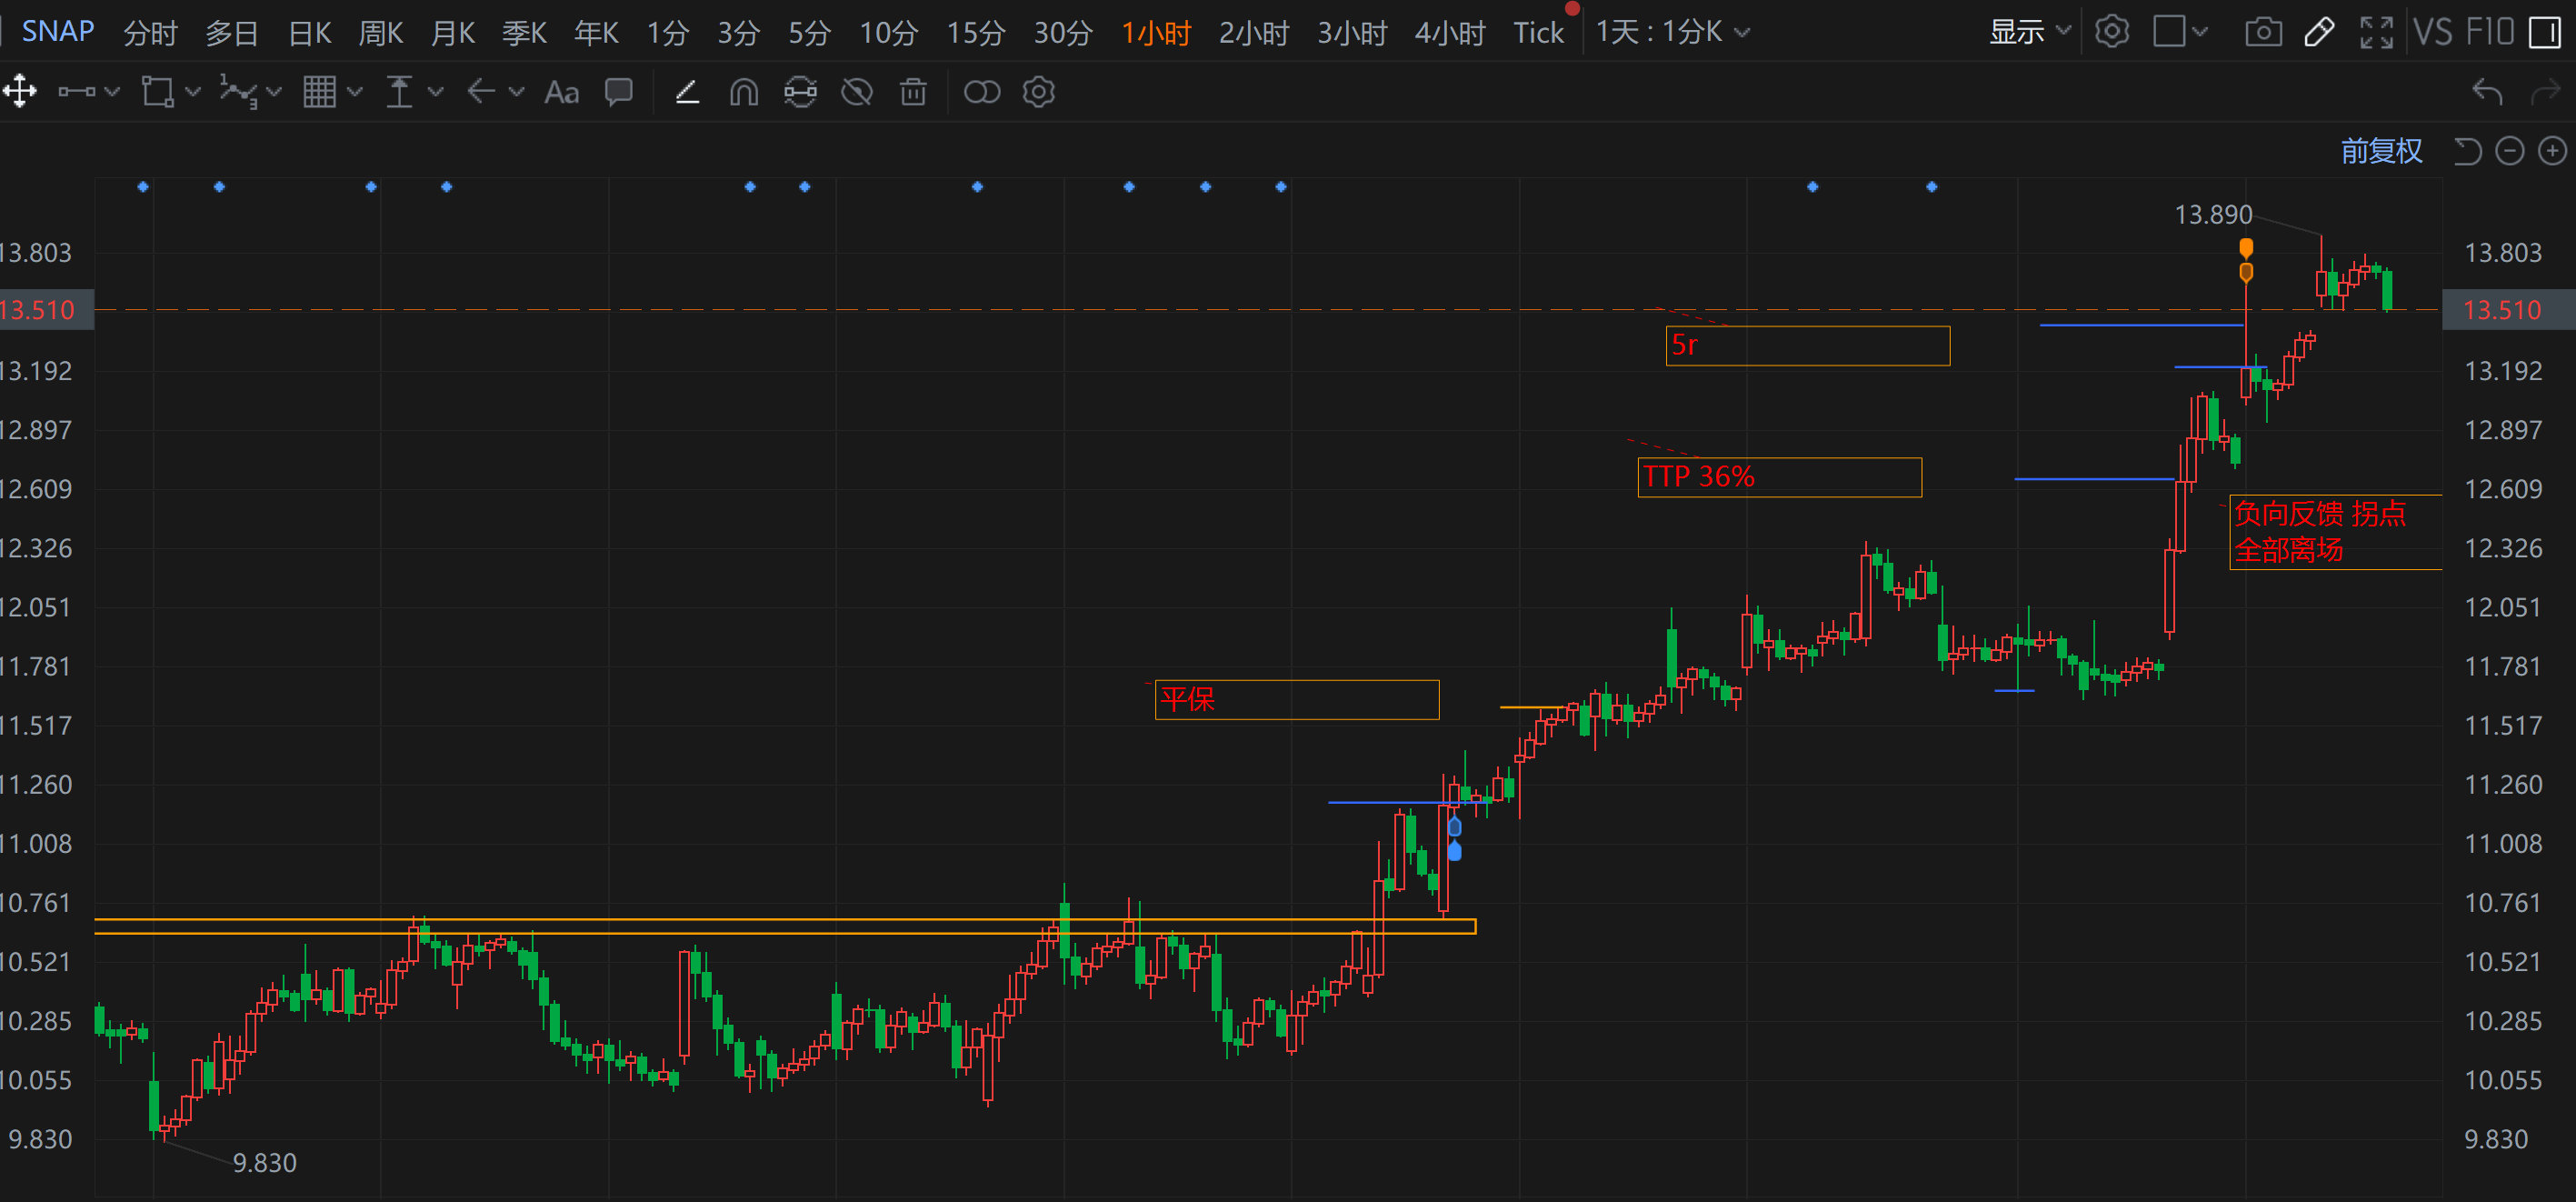 SNAP 分时 多日 日K 周K 月K 季K 年K 1分 3分 5分 10分 15分 30分 1小时 2小时 3小时 4小时 Tick 1天 : 1分K 显示 VS F10
Aa
前复权
13.890
13.803 13.803
13.510 13.510
5r
13.192 13.192
12.897 12.897
TTP 36%
12.609 12.609
负向反馈 拐点
全部离场
12.326 12.326
12.051 12.051
11.781 11.781
平保
11.517 11.517
11.260 11.260
11.008 11.008
10.761 10.761
10.521 10.521
10.285 10.285
10.055 10.055
9.830 9.830
9.830